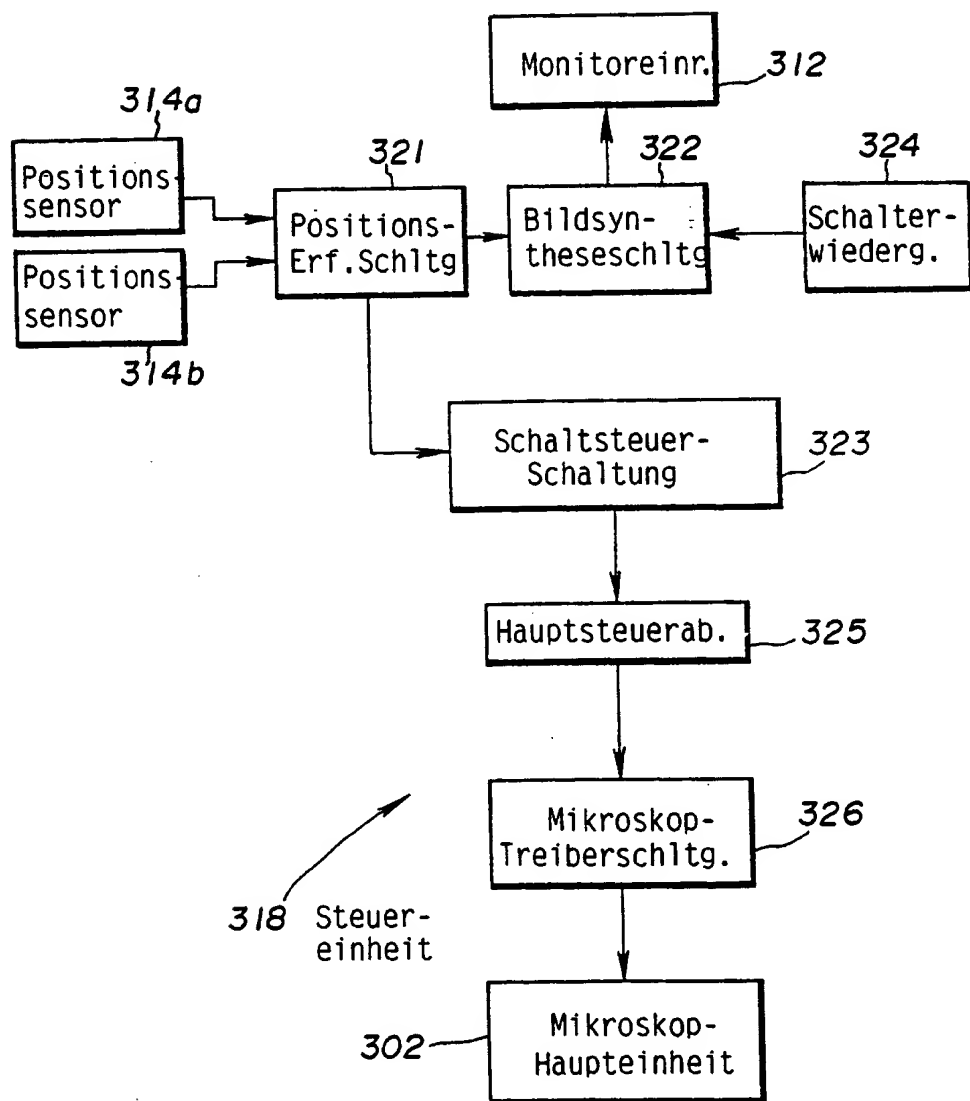 Monitoreinr.
312
314a
Positions-
sensor
321
Positions-
Erf.Schltg
322
Bildsyn-
theseschltg
324
Schalter-
wiederg.
Positions
sensor
314b
Schaltsteuer-
Schaltung
323
Hauptsteuerab.
325
Mikroskop-
Treiberschltg.
326
318 Steuer-
einheit
302
Mikroskop-
Haupteinheit